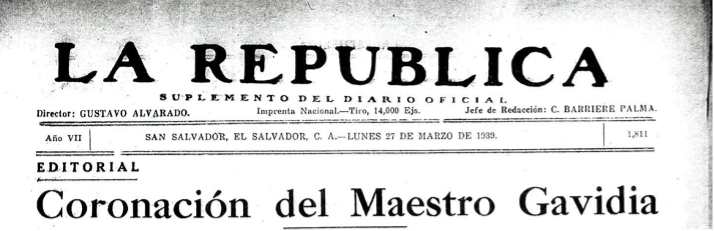 LA REPUBLICA
SUPLEMENTO DEL DIARIO OFICIAL
Director: GUSTAVO ALVARADO. Imprenta Nacional.—Tiro, 14,000 Ejs. Jefe de Redacción: C. BARRIERE PALMA.
Año VII SAN SALVADOR, EL SALVADOR, C. A.—LUNES 27 DE MARZO DE 1939. 1,811
EDITORIAL
Coronación del Maestro Gavidia